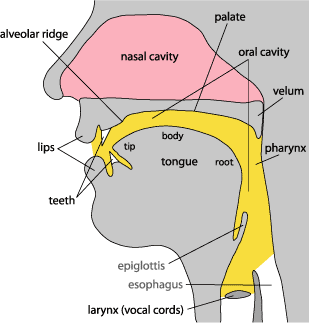 palate
alveolar ridge
oral cavity
nasal cavity
velum
lips
tip
body
pharynx
tongue
root
teeth
epiglottis
esophagus
larynx (vocal cords)